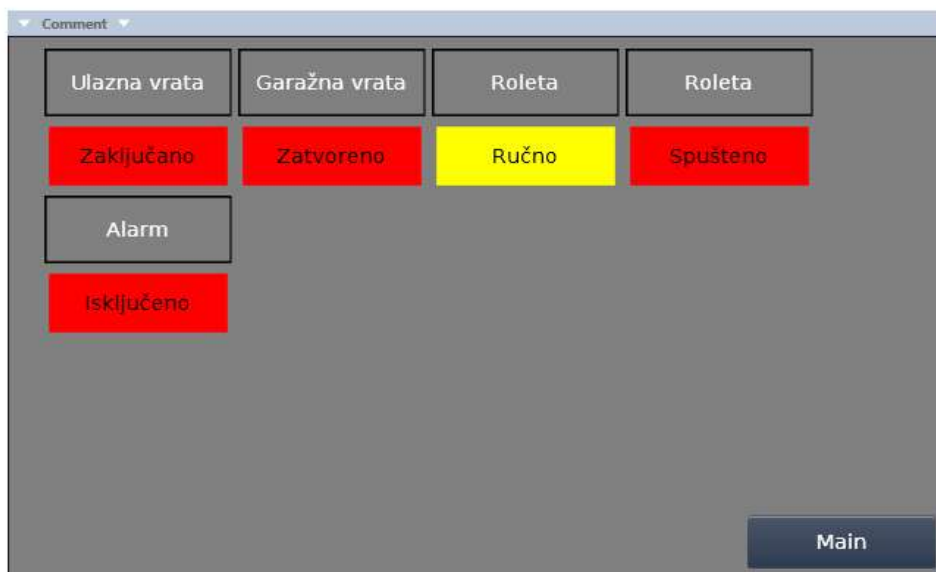 Comment
Ulazna vrata Garažna vrata Roleta Roleta
Zaključano Zatvoreno Ručno Spušteno
Alarm
Isključeno
Main